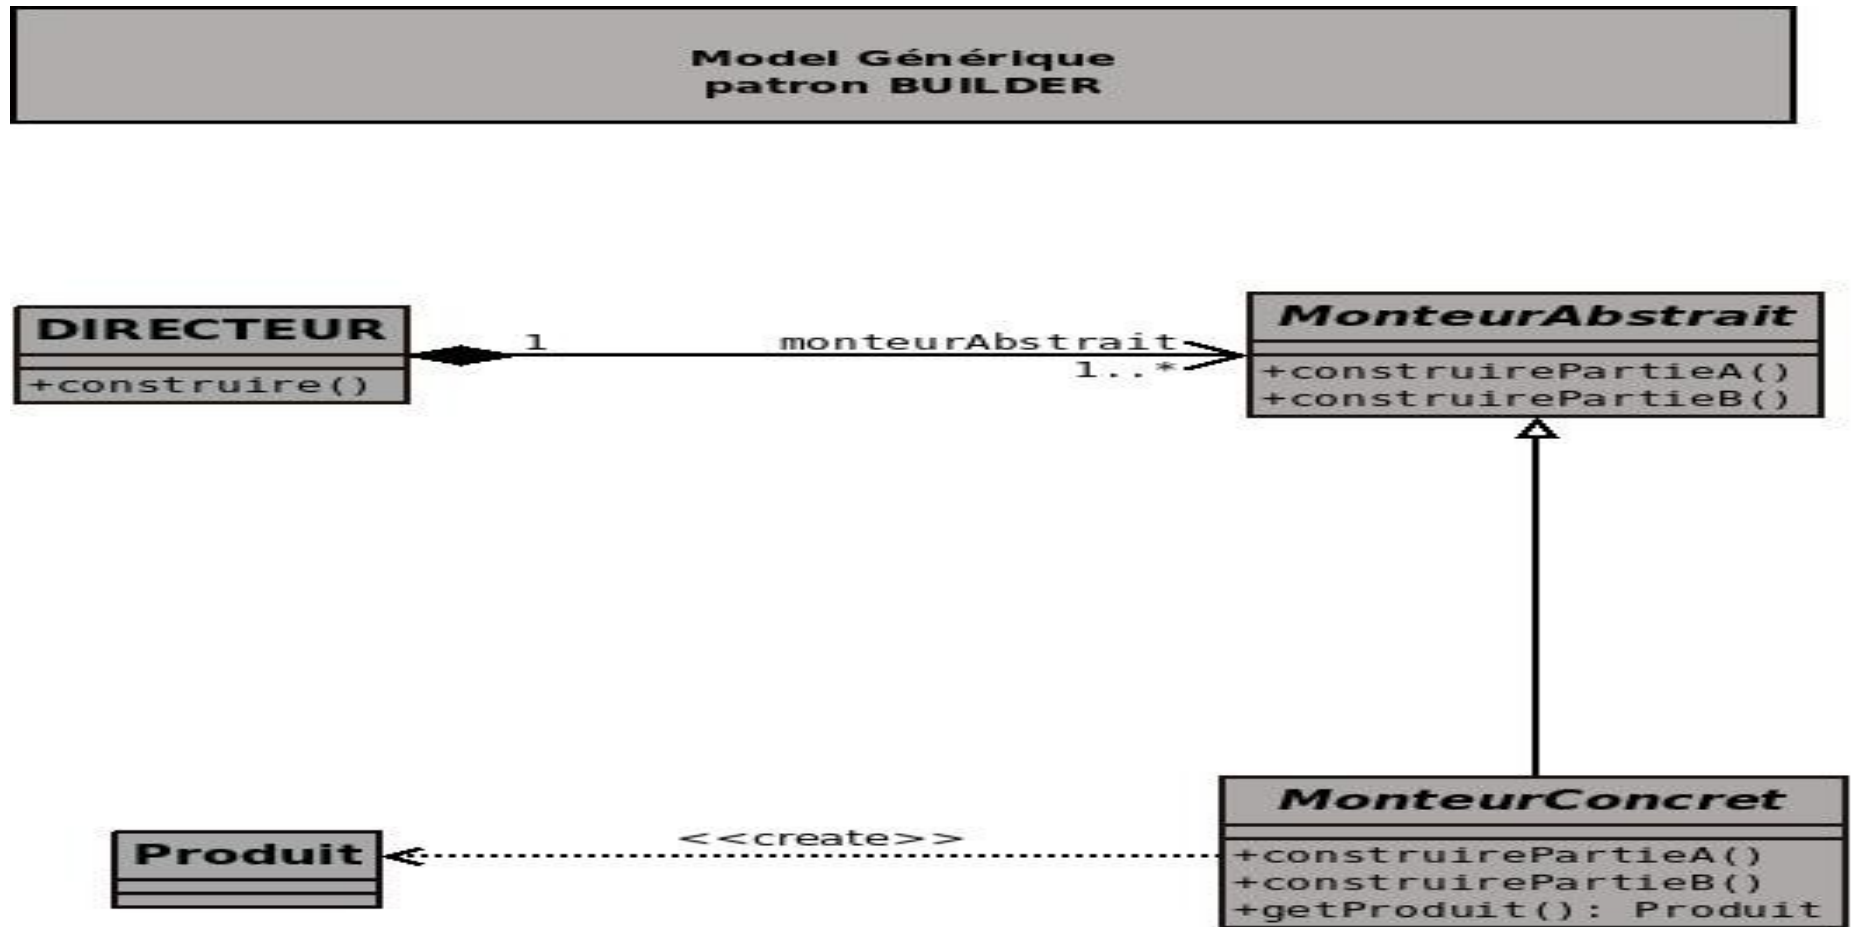 Model Générique
patron BUILDER
DIRECTEUR
+construire()
1
monteurAbstrait
1..*
MonteurAbstrait
+construirePartieA()
+construirePartieB()
Produit
<<create>>
MonteurConcret
+construirePartieA()
+construirePartieB()
+getProduit(): Produit